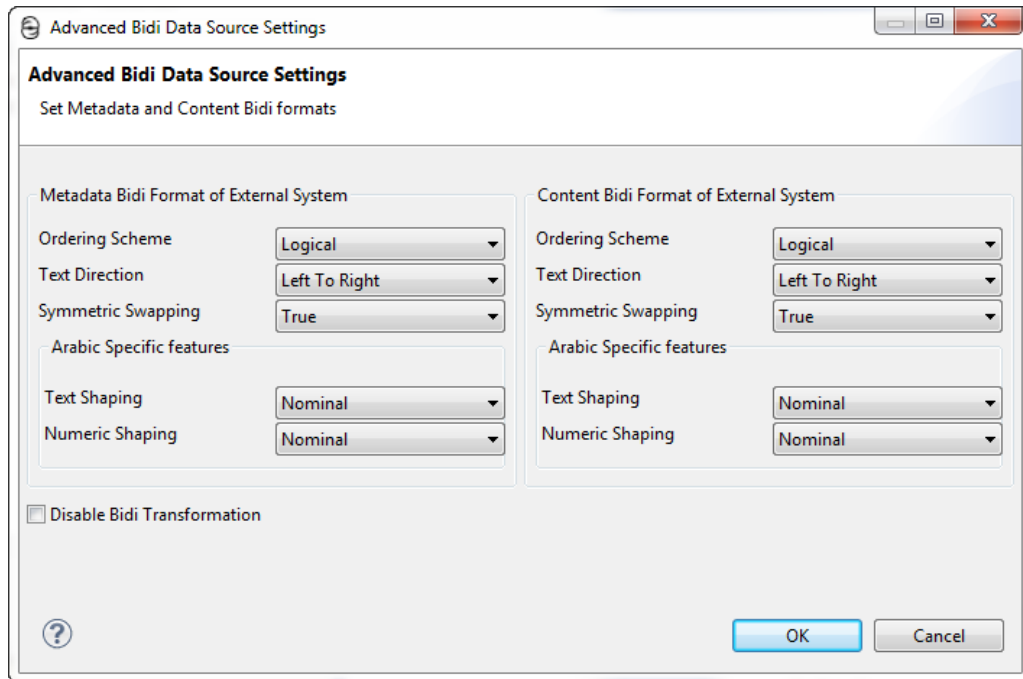 Advanced Bidi Data Source Settings
Advanced Bidi Data Source Settings
Set Metadata and Content Bidi formats
Metadata Bidi Format of External System
Ordering Scheme Logical
Text Direction Left To Right
Symmetric Swapping True
Arabic Specific features
Text Shaping Nominal
Numeric Shaping Nominal
Content Bidi Format of External System
Ordering Scheme Logical
Text Direction Left To Right
Symmetric Swapping True
Arabic Specific features
Text Shaping Nominal
Numeric Shaping Nominal
Disable Bidi Transformation
?
OK Cancel